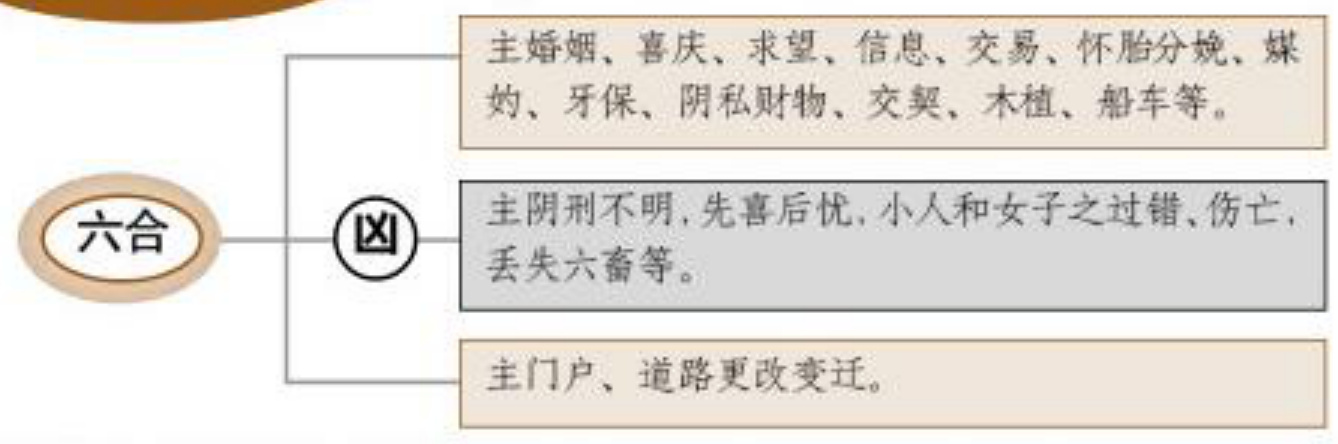 主婚姻、喜庆、求望、信息、交易、怀胎分娩、媒
妁、牙保、阴私财物、交契、木植、船车等。
六合
凶
主阴刑不明,先喜后忧,小人和女子之过错、伤亡,
丢失六畜等。
主门户、道路更改变迁。